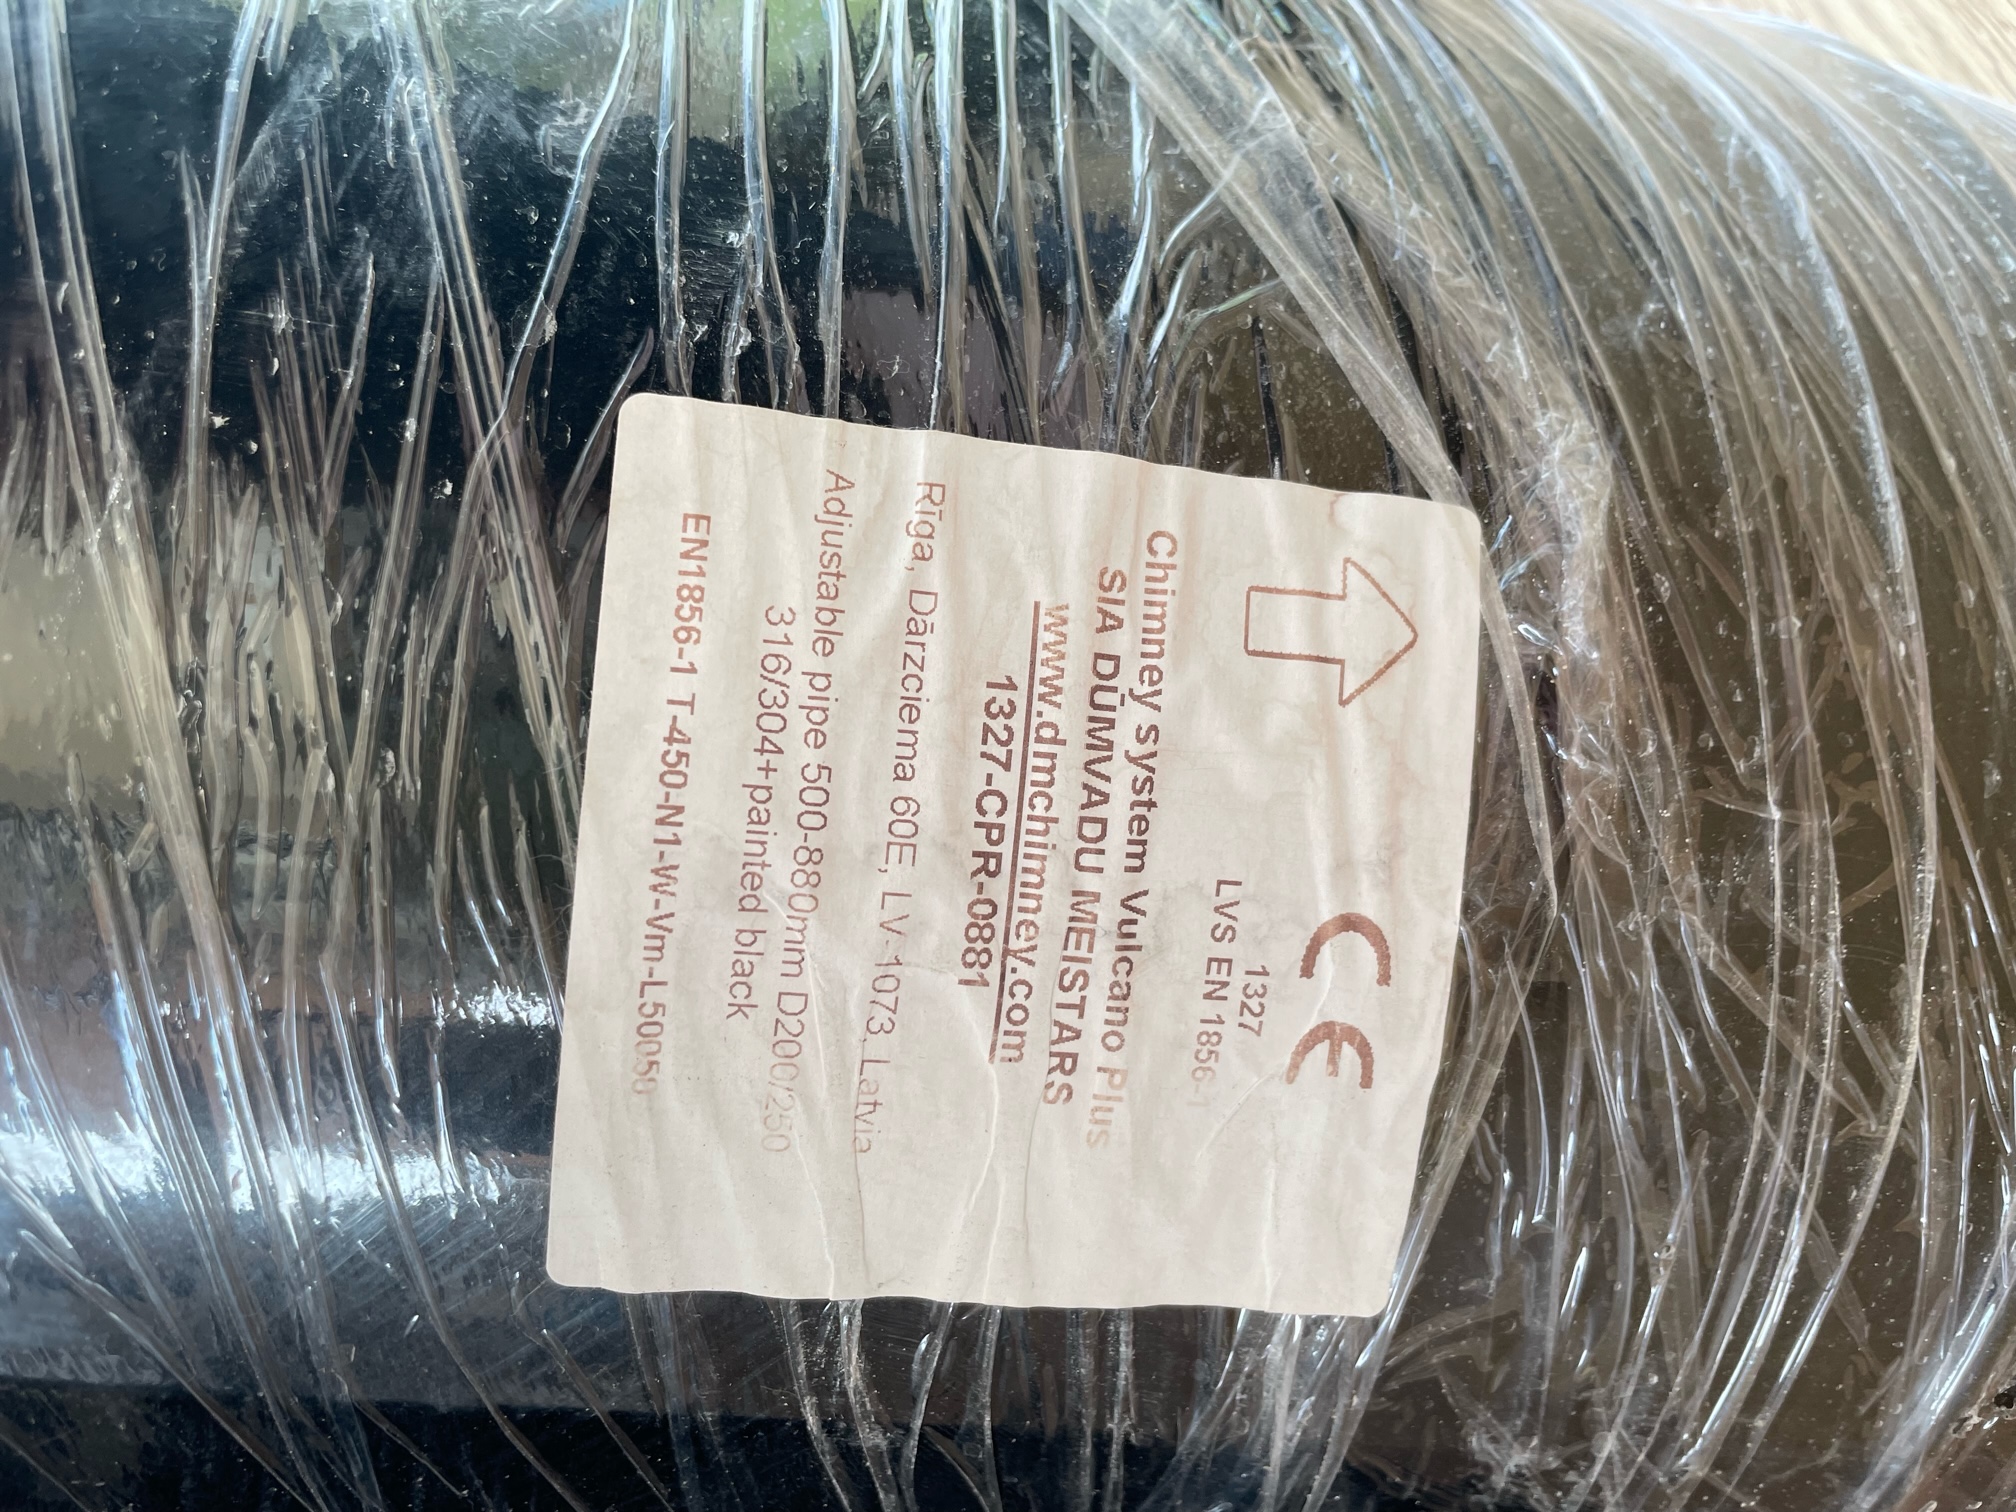 CE
1327
LVS EN 1856-1
Chimney system Vulcano Plus
SIA DŪMVADU MEISTARS
www.dmchimney.com
1327-CPR-0881
Rīga, Dārzciema 60E, LV-1073, Latvia
Adjustable pipe 500-880mm D200/250
316/304+painted black
EN1856-1 T-450-N1-W-Vm-L50050